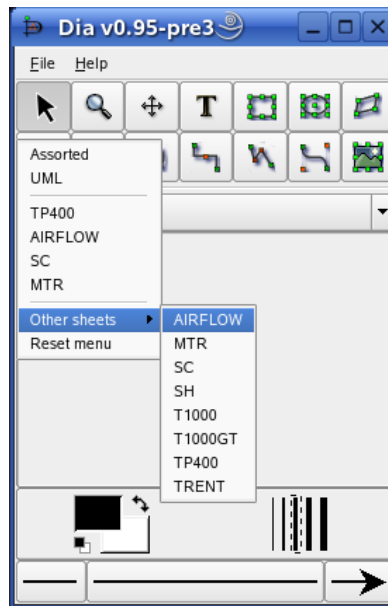 Dia v0.95-pre3
File Help
T
Assorted
UML
TP400
AIRFLOW
SC
MTR
Other sheets
Reset menu
AIRFLOW
MTR
SC
SH
T1000
T1000GT
TP400
TRENT